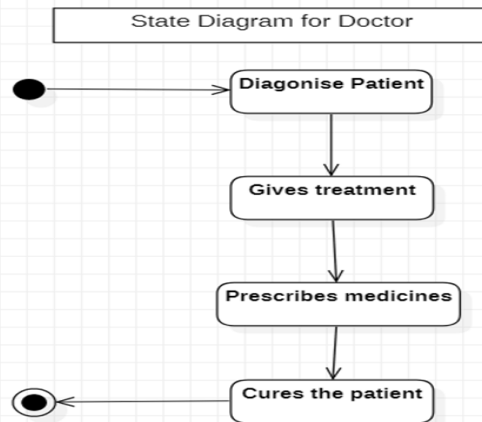 State Diagram for Doctor
Diagonise Patient
Gives treatment
Prescribes medicines
Cures the patient